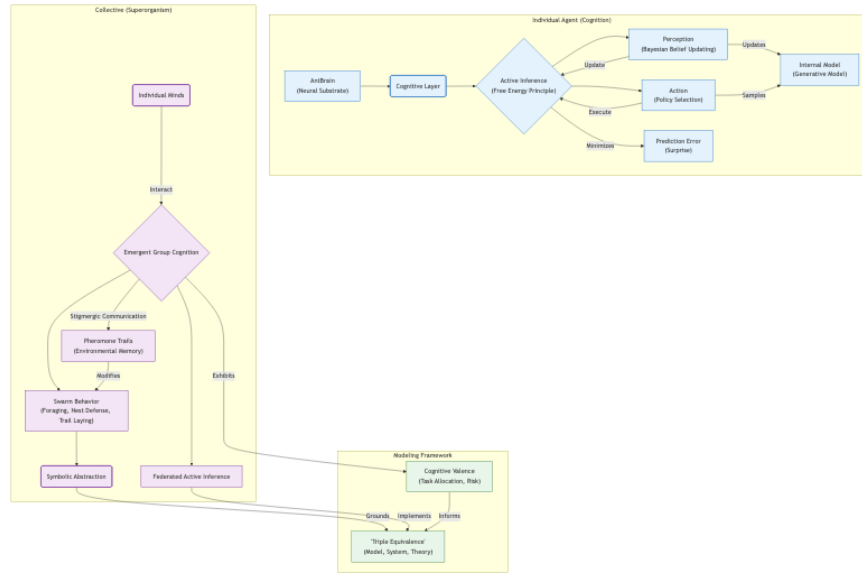 Collective (Superorganism)
Individual Minds
Interact
Emergent Group Cognition
Stigmergic Communication
Pheromone Trails
(Environmental Memory)
Modifies
Exhibits
Swarm Behavior
(Foraging, Nest Defense,
Trail Laying)
Symbolic Abstraction
Federated Active Inference
Individual Agent (Cognition)
AntBrain
(Neural Substrate)
Cognitive Layer
Active Inference
(Free Energy Principle)
Perception
(Bayesian Belief Updating)
Update
Updates
Internal Model
(Generative Model)
Action
(Policy Selection)
Samples
Execute
Minimizes
Prediction Error
(Surprise)
Modeling Framework
Cognitive Valence
(Task Allocation, Risk)
Grounds
Implements
Informs
'Triple Equivalence'
(Model, System, Theory)